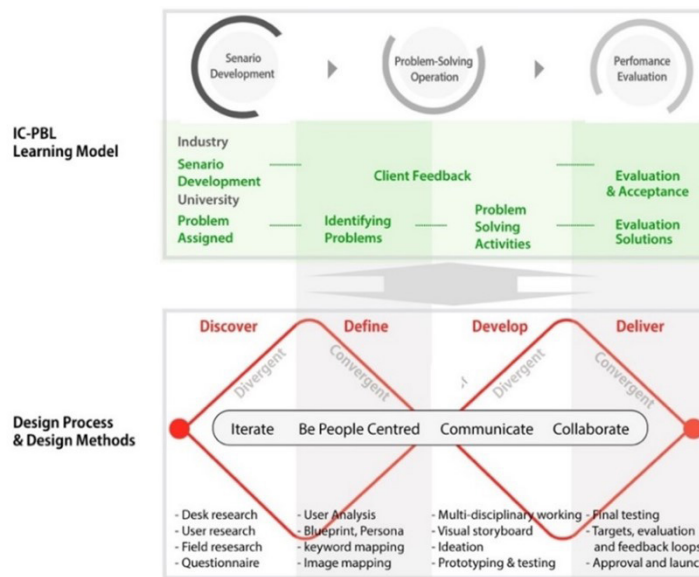 Senario
Development
Problem-Solving
Operation
Perfomance
Evaluation
IC-PBL
Learning Model
Industry
Senario
Development
University
Problem
Assigned
Client Feedback
Identifying
Problems
Problem
Solving
Activities
Evaluation
& Acceptance
Evaluation
Solutions
Discover
Define
Develop
Deliver
Divergent
Convergent
Divergent
Convergent
Design Process
& Design Methods
Iterate Be People Centred Communicate Collaborate
- Desk research
- User research
- Field resesarch
- Questionnaire
- User Analysis
- Blueprint, Persona
- keyword mapping
- Image mapping
- Multi-disciplinary working
- Visual storyboard
- Ideation
- Prototyping & testing
- Final testing
- Targets, evaluation
and feedback loops
- Approval and